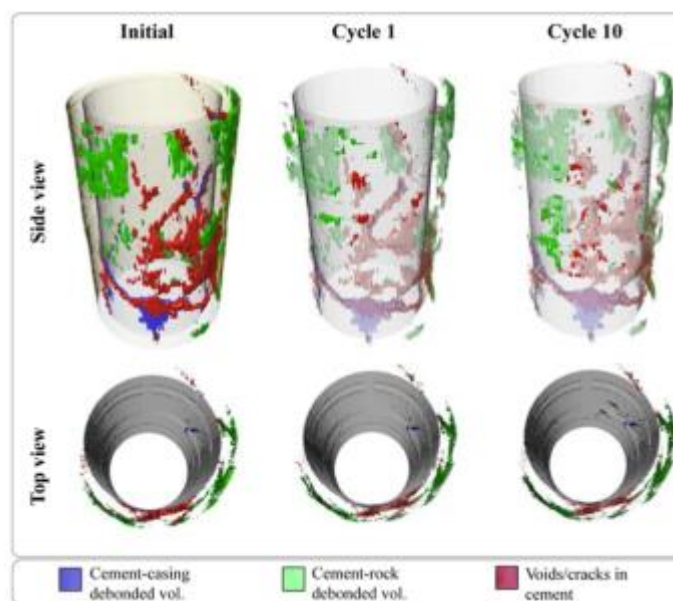 Initial Cycle 1 Cycle 10
Side view
Top view
Cement-casing debonded vol.
Cement-rock debonded vol.
Voids/cracks in cement